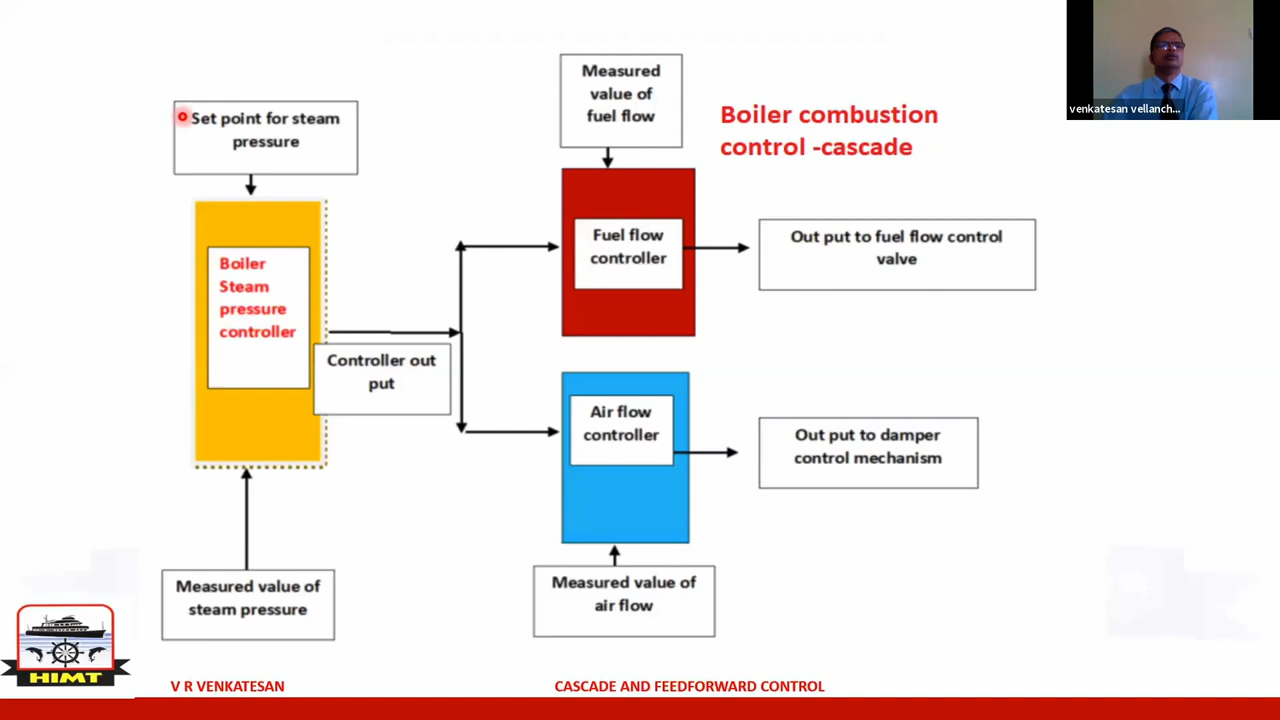 Set point for steam
pressure
Measured
value of
fuel flow
Boiler combustion
control -cascade
venkatesan vellanch...
Boiler
Steam
pressure
controller
Fuel flow
controller
Out put to fuel flow control
valve
Controller out
put
Air flow
controller
Out put to damper
control mechanism
Measured value of
steam pressure
Measured value of
air flow
HIMT
V R VENKATESAN
CASCADE AND FEEDFORWARD CONTROL